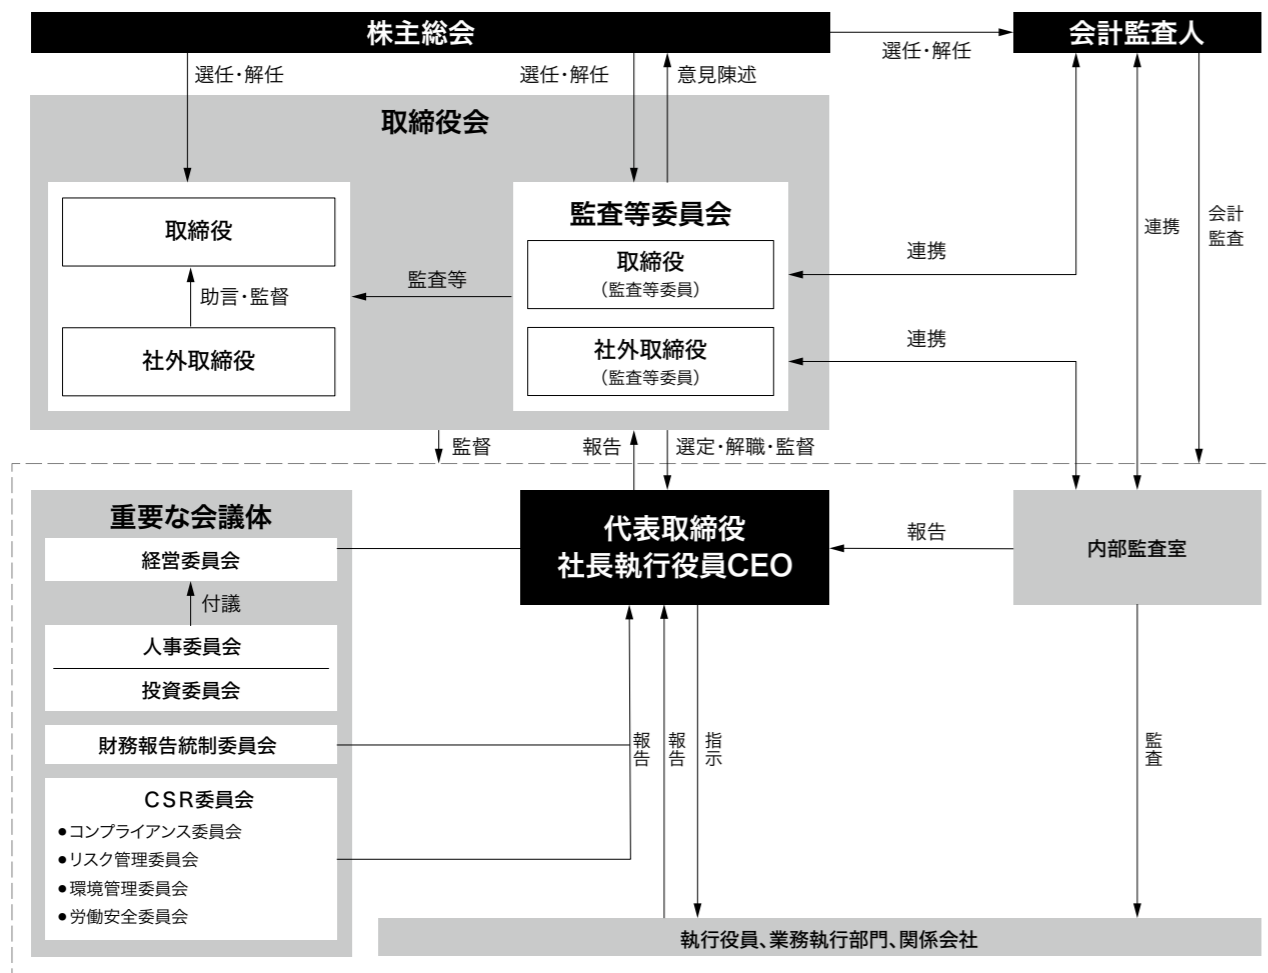 株主総会
会計監査人
選任・解任
選任・解任
選任・解任
意見陳述
取締役会
取締役
助言・監督
社外取締役
監査等
監査等委員会
取締役
（監査等委員）
社外取締役
（監査等委員）
連携
連携
連携
会計
監査
監督
報告
選定・解職・監督
重要な会議体
経営委員会
付議
人事委員会
投資委員会
財務報告統制委員会
CSR委員会
●コンプライアンス委員会
●リスク管理委員会
●環境管理委員会
●労働安全委員会
代表取締役
社長執行役員CEO
報告
内部監査室
報告
報告
指示
監査
執行役員、業務執行部門、関係会社